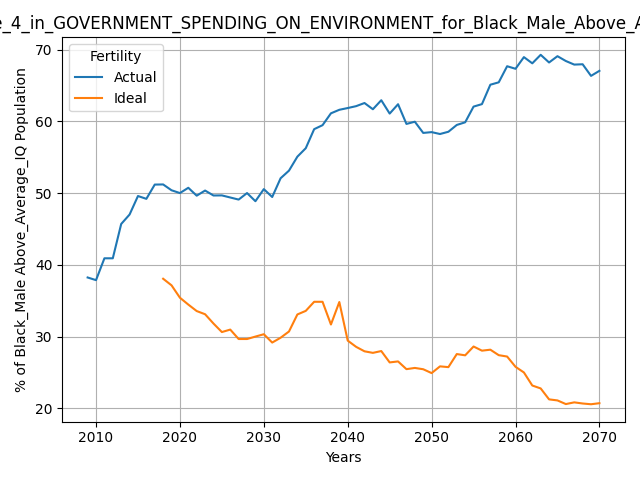 _4_in_GOVERNMENT_SPENDING_ON_ENVIRONMENT_for_Black_Male_Above_A
Fertility
Actual
Ideal
% of Black_Male Above_Average_IQ Population
70
60
50
40
30
20
2010 2020 2030 2040 2050 2060 2070
Years